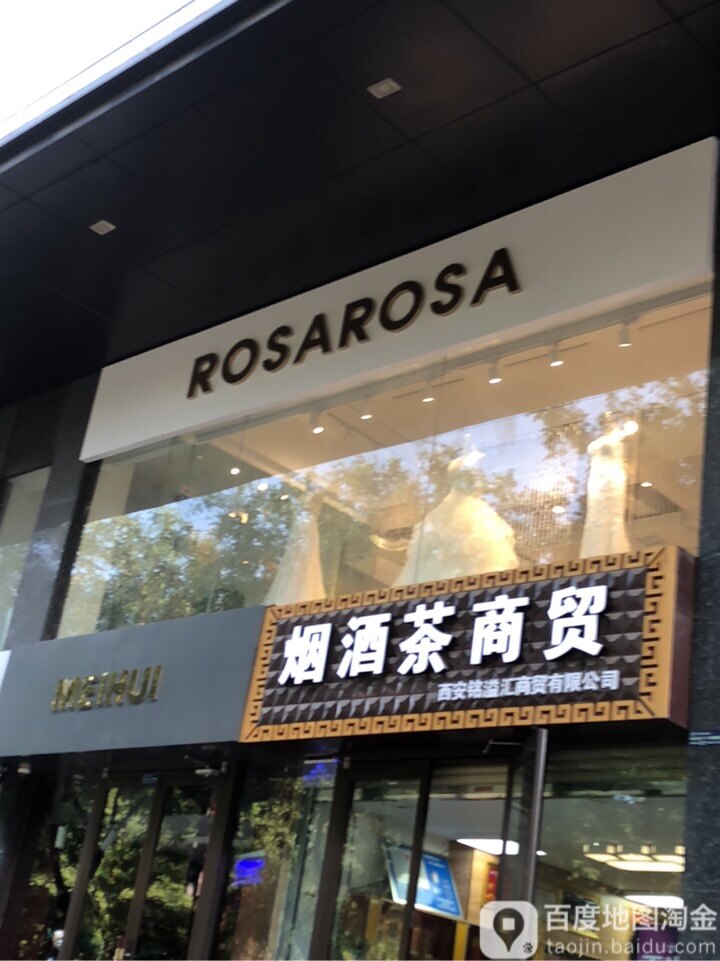 ROSAROSA
MEIHUI
烟酒茶商贸
西安铭溢汇商贸有限公司
百度地图淘金
taojin.baidu.com